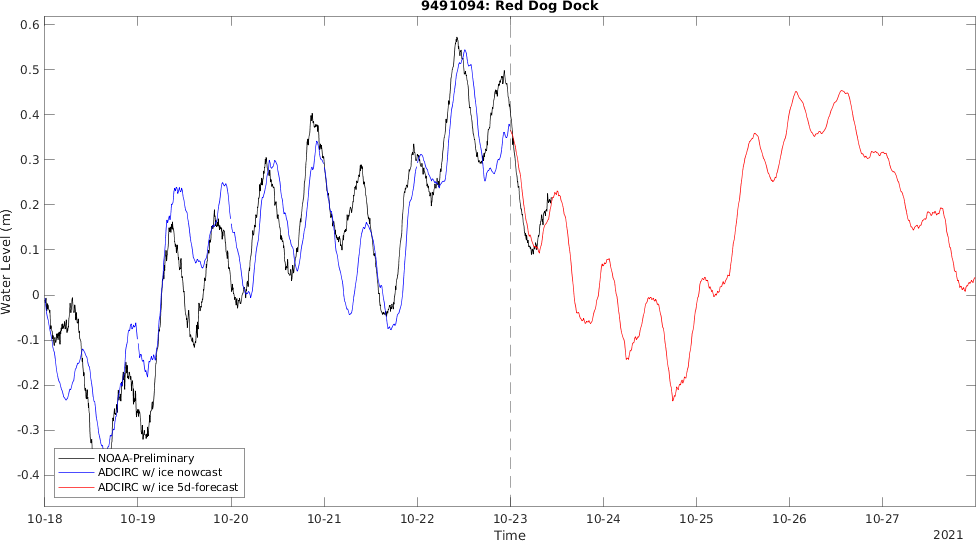 9491094: Red Dog Dock
Water Level (m)
0.6
0.5
0.4
0.3
0.2
0.1
0
-0.1
-0.2
-0.3
-0.4
NOAA-Preliminary
ADCIRC w/ ice nowcast
ADCIRC w/ ice 5d-forecast
10-18 10-19 10-20 10-21 10-22 10-23 10-24 10-25 10-26 10-27
Time
2021